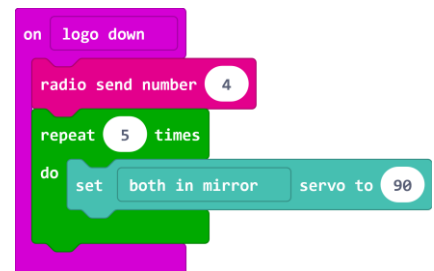 on logo down
radio send number 4
repeat 5 times
do
set both in mirror servo to 90